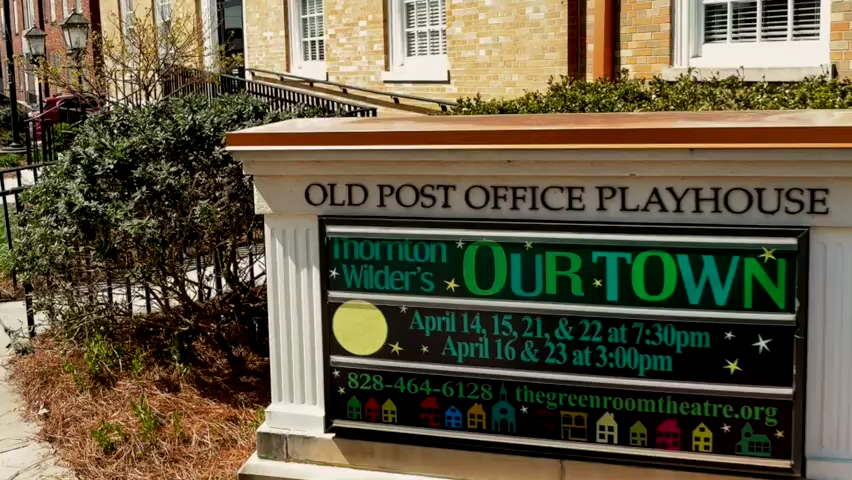 OLD POST OFFICE PLAYHOUSE
Thornton
Wilder's
OUR TOWN
April 14, 15, 21, & 22 at 7:30pm
April 16 & 23 at 3:00pm
828-464-6128
thegreenroomtheatre.org